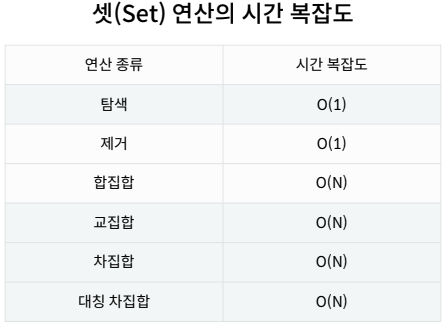 셋(Set) 연산의 시간 복잡도
연산 종류 시간 복잡도
탐색 O(1)
제거 O(1)
합집합 O(N)
교집합 O(N)
차집합 O(N)
대칭 차집합 O(N)